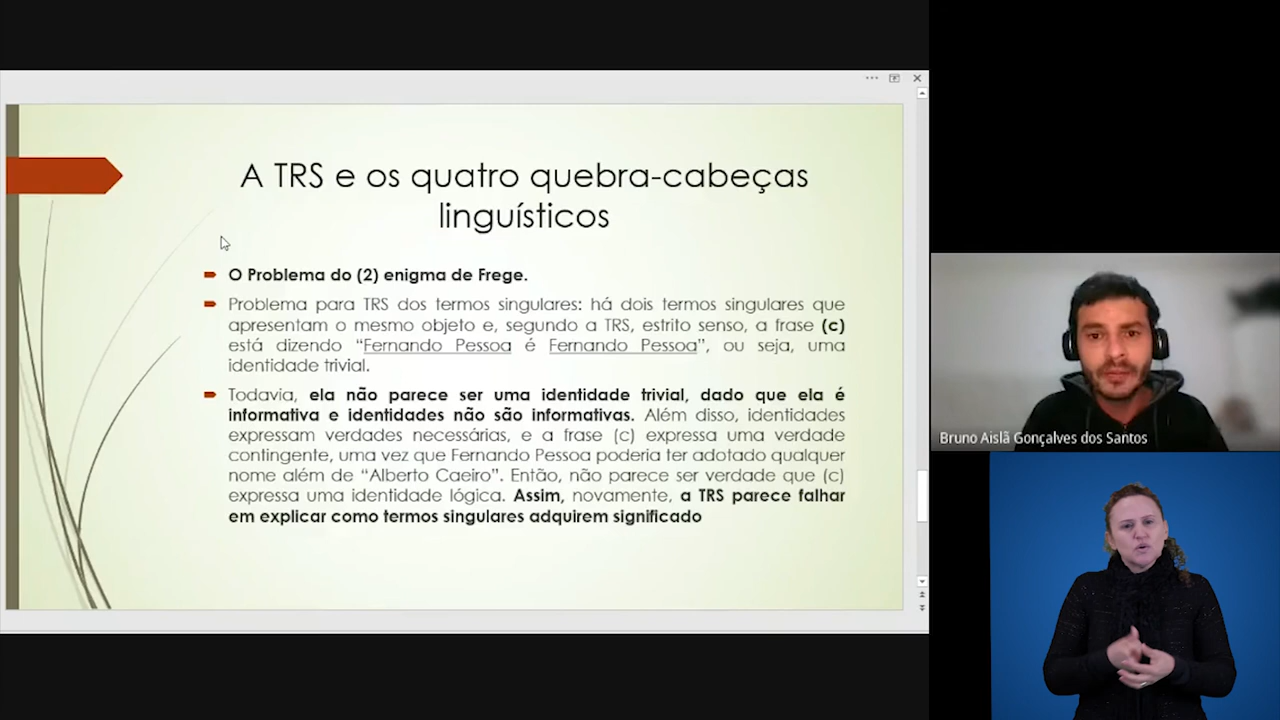 A TRS e os quatro quebra-cabeças
linguísticos
O Problema do (2) enigma de Frege.
Problema para TRS dos termos singulares: há dois termos singulares que
apresentam o mesmo objeto e, segundo a TRS, estrito senso, a frase (c)
está dizendo “Fernando Pessoa é Fernando Pessoa”, ou seja, uma
identidade trivial.
Todavia, ela não parece ser uma identidade trivial, dado que ela é
informativa e identidades não são informativas. Além disso, identidades
expressam verdades necessárias, e a frase (c) expressa uma verdade
contingente, uma vez que Fernando Pessoa poderia ter adotado qualquer
nome além de “Alberto Caeiro”. Então, não parece ser verdade que (c)
expressa uma identidade lógica. Assim, novamente, a TRS parece falhar
em explicar como termos singulares adquirem significado
Bruno Aislã Gonçalves dos Santos